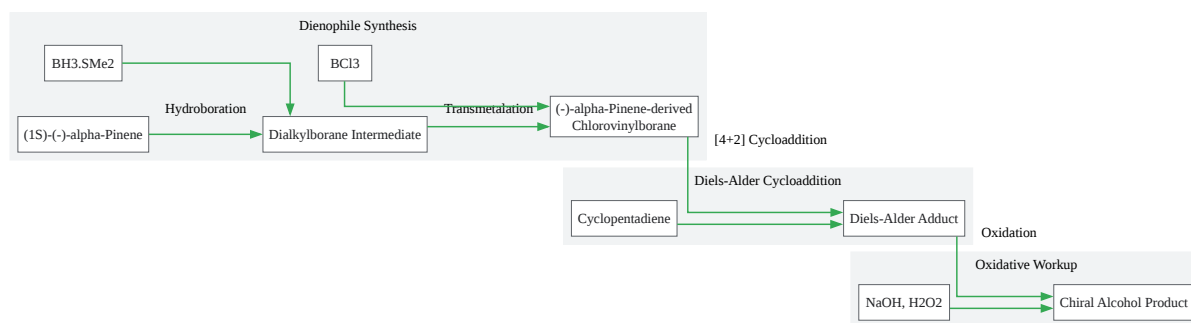 Dienophile Synthesis
BH3.SMe2
BCl3
Hydroboration
Transmetalation
(-)-alpha-Pinene-derived
Chlorovinylborane
(1S)-(-)-alpha-Pinene
Dialkylborane Intermediate
[4+2] Cycloaddition
Diels-Alder Cycloaddition
Cyclopentadiene
Diels-Alder Adduct
Oxidation
Oxidative Workup
NaOH, H2O2
Chiral Alcohol Product